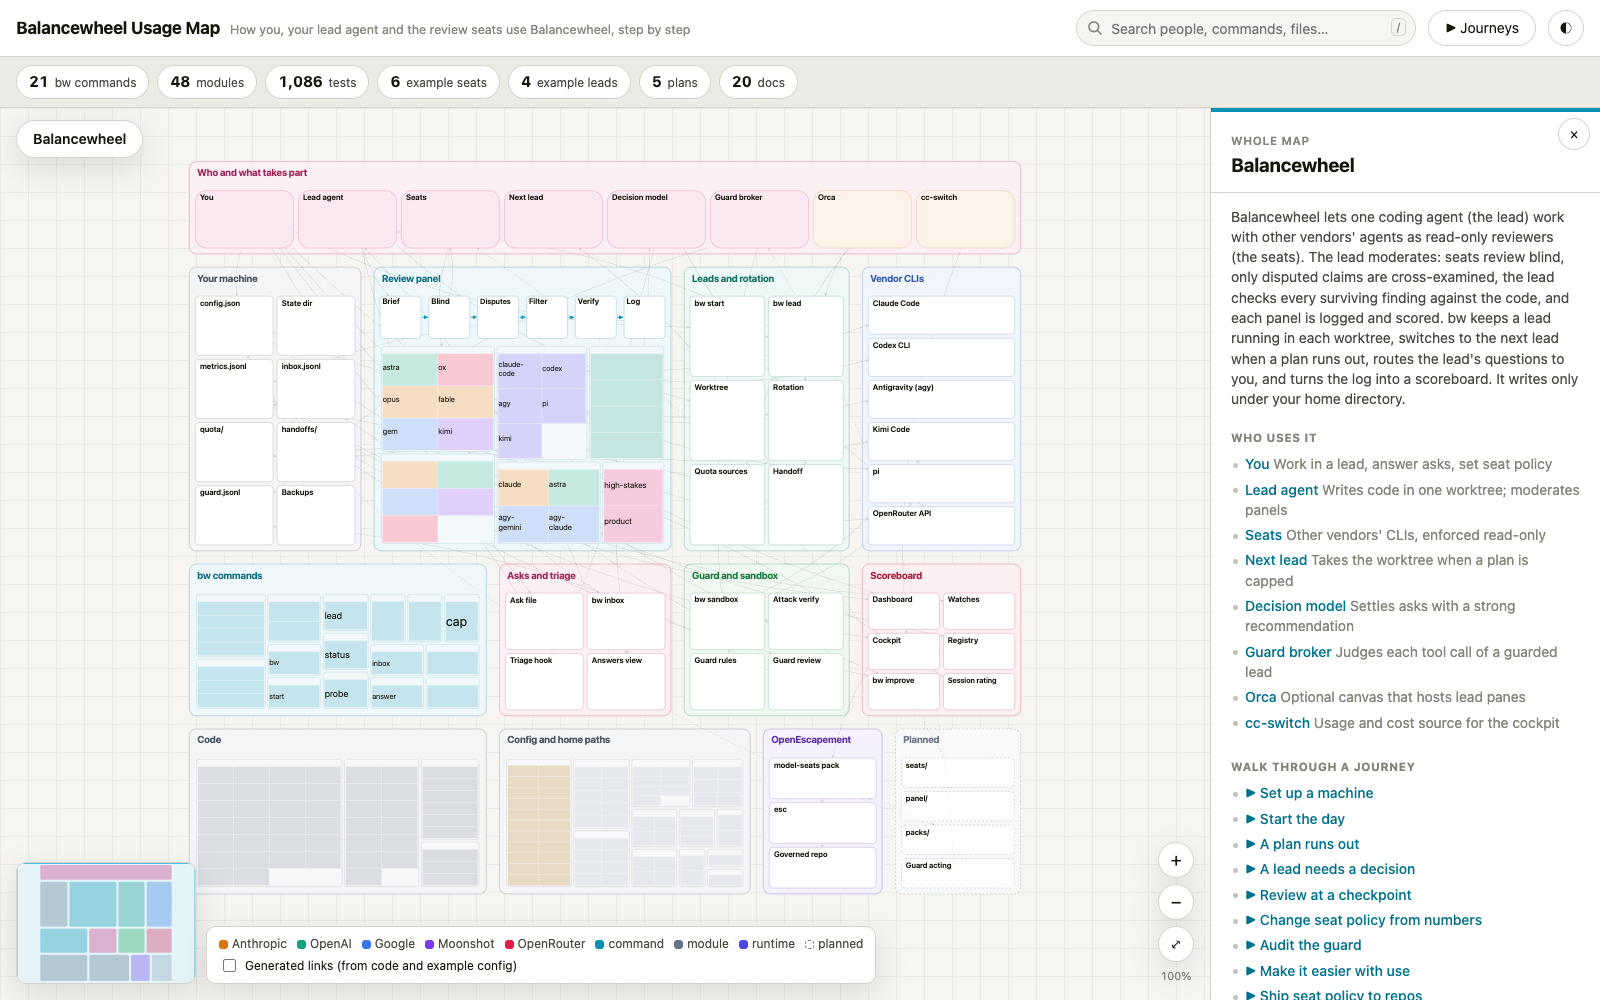 Balancewheel Usage Map
How you, your lead agent and the review seats use Balancewheel, step by step
Search people, commands, files...
/
Journeys
21 bw commands
48 modules
1,086 tests
6 example seats
4 example leads
5 plans
20 docs
Balancewheel
Who and what takes part
You
Lead agent
Seats
Next lead
Decision model
Guard broker
Orca
cc-switch
Your machine
config.json
State dir
metrics.jsonl
inbox.jsonl
quota/
handoffs/
guard.jsonl
Backups
Review panel
Brief
Blind
Disputes
Filter
Verify
Log
astra
ox
opus
fable
gem
kimi
claude-
code
codex
agy
pi
kimi
claude
astra
agy-
gemini
agy-
claude
high-stakes
product
Leads and rotation
bw start
bw lead
Worktree
Rotation
Quota sources
Handoff
Vendor CLIs
Claude Code
Codex CLI
Antigravity (agy)
Kimi Code
pi
OpenRouter API
bw commands
lead
cap
bw
status
inbox
start
probe
answer
Asks and triage
Ask file
bw inbox
Triage hook
Answers view
Guard and sandbox
bw sandbox
Attack verify
Guard rules
Guard review
Scoreboard
Dashboard
Watches
Cockpit
Registry
bw improve
Session rating
Code
Config and home paths
OpenEscapement
model-seats pack
esc
Governed repo
Planned
seats/
panel/
packs/
Guard acting
Anthropic
OpenAI
Google
Moonshot
OpenRouter
command
module
runtime
planned
Generated links (from code and example config)
+
−
100%
×
WHOLE MAP
Balancewheel
Balancewheel lets one coding agent (the lead) work
with other vendors' agents as read-only reviewers
(the seats). The lead moderates: seats review blind,
only disputed claims are cross-examined, the lead
checks every surviving finding against the code, and
each panel is logged and scored. bw keeps a lead
running in each worktree, switches to the next lead
when a plan runs out, routes the lead's questions to
you, and turns the log into a scoreboard. It writes only
under your home directory.
WHO USES IT
You Work in a lead, answer asks, set seat policy
Lead agent Writes code in one worktree; moderates
panels
Seats Other vendors' CLIs, enforced read-only
Next lead Takes the worktree when a plan is
capped
Decision model Settles asks with a strong
recommendation
Guard broker Judges each tool call of a guarded
lead
Orca Optional canvas that hosts lead panes
cc-switch Usage and cost source for the cockpit
WALK THROUGH A JOURNEY
Set up a machine
Start the day
A plan runs out
A lead needs a decision
Review at a checkpoint
Change seat policy from numbers
Audit the guard
Make it easier with use
Ship seat policy to repos